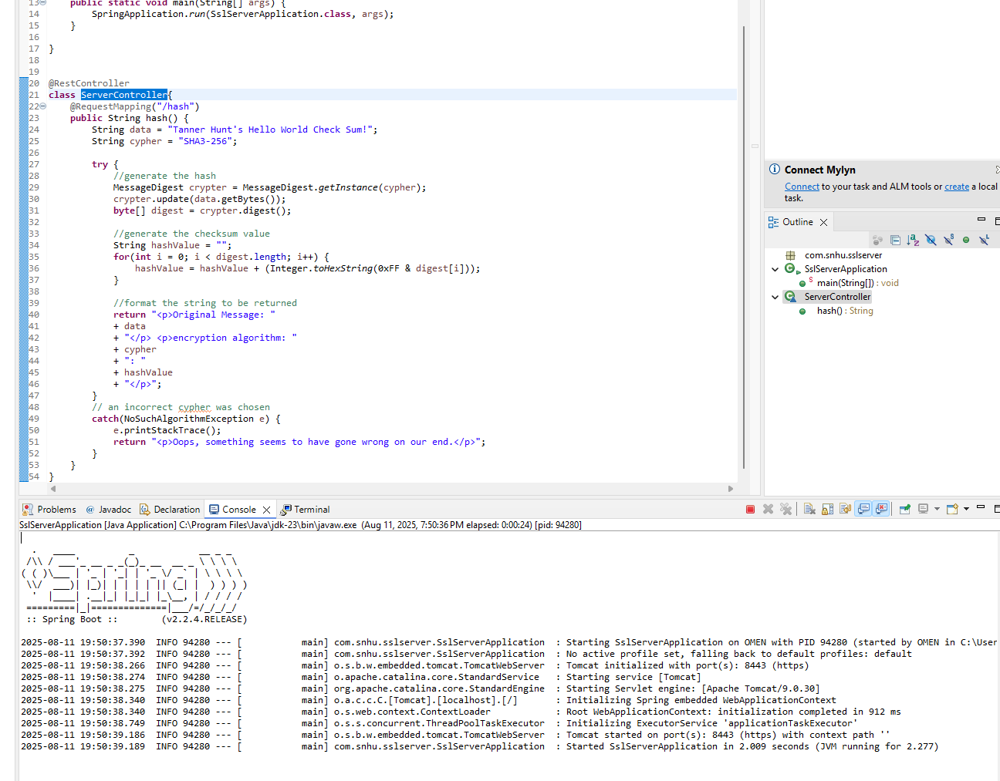 13 public static void main(String[] args) {
14 SpringApplication.run(SslServerApplication.class, args);
15 }
16
17 }
18
19
20 @RestController
21 class ServerController{
22 @RequestMapping("/hash")
23 public String hash() {
24 String data = "Tanner Hunt's Hello World Check Sum!";
25 String cypher = "SHA3-256";
26
27 try {
28 //generate the hash
29 MessageDigest crypter = MessageDigest.getInstance(cypher);
30 crypter.update(data.getBytes());
31 byte[] digest = crypter.digest();
32
33 //generate the checksum value
34 String hashValue = "";
35 for(int i = 0; i < digest.length; i++) {
36 hashValue = hashValue + (Integer.toHexString(0xFF & digest[i]));
37 }
38
39 //format the string to be returned
40 return "<p>Original Message: "
41 + data
42 + "</p> <p>encryption algorithm: "
43 + cypher
44 + ": "
45 + hashValue
46 + "</p>";
47 }
48 // an incorrect cypher was chosen
49 catch(NoSuchAlgorithmException e) {
50 e.printStackTrace();
51 return "<p>Oops, something seems to have gone wrong on our end.</p>";
52 }
53 }
54 }
Connect Mylyn
Connect to your task and ALM tools or create a local
task.
Outline
com.snhu.sslserver
SslServerApplication
main(String[]) : void
ServerController
hash() : String
Problems @ Javadoc Declaration Console Terminal
SslServerApplication [Java Application] C:\Program Files\Java\jdk-23\bin\javaw.exe (Aug 11, 2025, 7:50:36 PM elapsed: 0:00:24) [pid: 94280]
  .   ____          _            __ _ _
 /\\ / ___'_ __ _ _(_)_ __  __ _ \ \ \ \
( ( )\___ | '_ | '_| | '_ \/ _` | \ \ \ \
 \\/  ___)| |_)| | | | | || (_| |  ) ) ) )
  '  |____| .__|_| |_|_| |_\__, | / / / /
 =========|_|==============|___/=/_/_/_/
 :: Spring Boot ::        (v2.2.4.RELEASE)
2025-08-11 19:50:37.390  INFO 94280 --- [           main] com.snhu.sslserver.SslServerApplication  : Starting SslServerApplication on OMEN with PID 94280 (started by OMEN in C:\User
2025-08-11 19:50:37.392  INFO 94280 --- [           main] com.snhu.sslserver.SslServerApplication  : No active profile set, falling back to default profiles: default
2025-08-11 19:50:38.266  INFO 94280 --- [           main] o.s.b.w.embedded.tomcat.TomcatWebServer  : Tomcat initialized with port(s): 8443 (https)
2025-08-11 19:50:38.274  INFO 94280 --- [           main] o.apache.catalina.core.StandardService   : Starting service [Tomcat]
2025-08-11 19:50:38.275  INFO 94280 --- [           main] org.apache.catalina.core.StandardEngine  : Starting Servlet engine: [Apache Tomcat/9.0.30]
2025-08-11 19:50:38.340  INFO 94280 --- [           main] o.a.c.c.C.[Tomcat].[localhost].[/]       : Initializing Spring embedded WebApplicationContext
2025-08-11 19:50:38.340  INFO 94280 --- [           main] o.s.web.context.ContextLoader            : Root WebApplicationContext: initialization completed in 912 ms
2025-08-11 19:50:38.749  INFO 94280 --- [           main] o.s.s.concurrent.ThreadPoolTaskExecutor  : Initializing ExecutorService 'applicationTaskExecutor'
2025-08-11 19:50:39.186  INFO 94280 --- [           main] o.s.b.w.embedded.tomcat.TomcatWebServer  : Tomcat started on port(s): 8443 (https) with context path ''
2025-08-11 19:50:39.189  INFO 94280 --- [           main] com.snhu.sslserver.SslServerApplication  : Started SslServerApplication in 2.009 seconds (JVM running for 2.277)